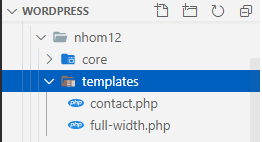 WORDPRESS
nhom12
core
templates
contact.php
full-width.php